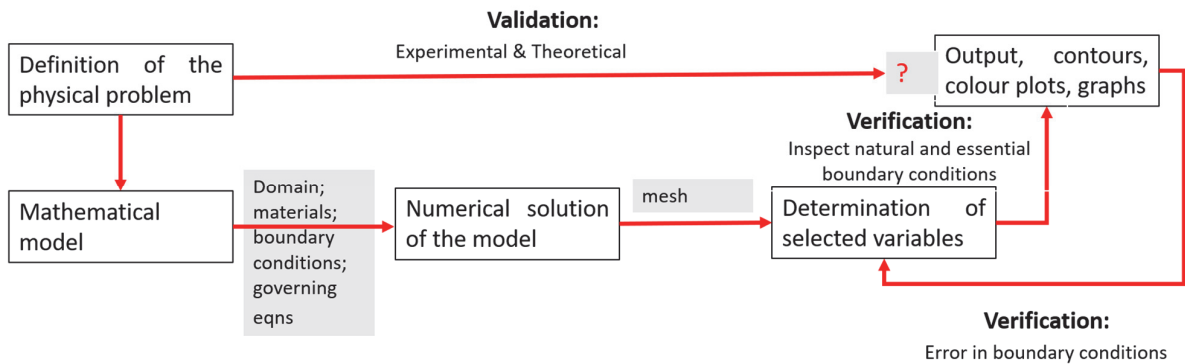 Validation:
Experimental & Theoretical
Definition of the
physical problem
?
Output, contours,
colour plots, graphs
Verification:
Inspect natural and essential
boundary conditions
Mathematical
model
Domain;
materials;
boundary
conditions;
governing
eqns
Numerical solution
of the model
mesh
Determination of
selected variables
Verification:
Error in boundary conditions